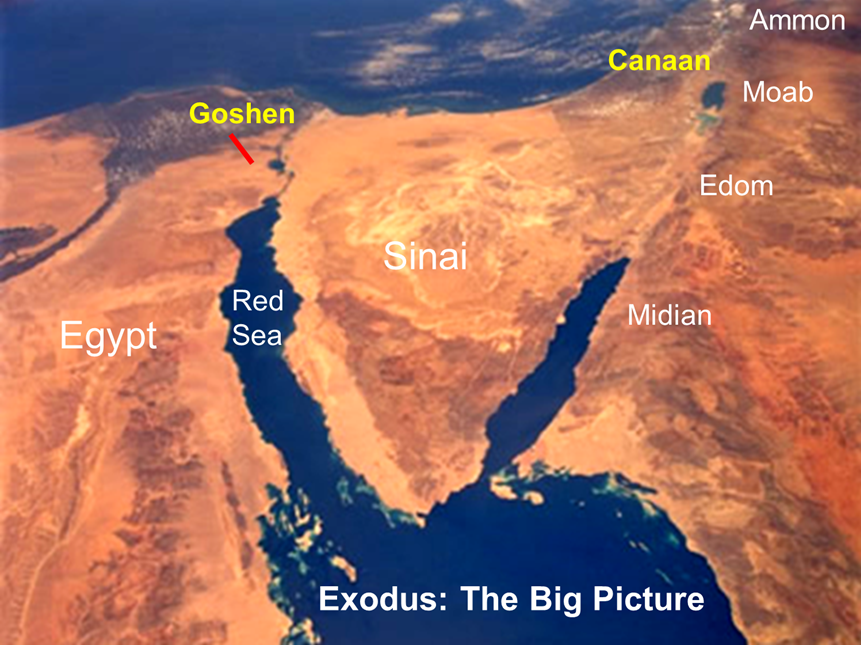 Ammon
Canaan
Moab
Goshen
Edom
Sinai
Red
Sea
Midian
Egypt
Exodus: The Big Picture